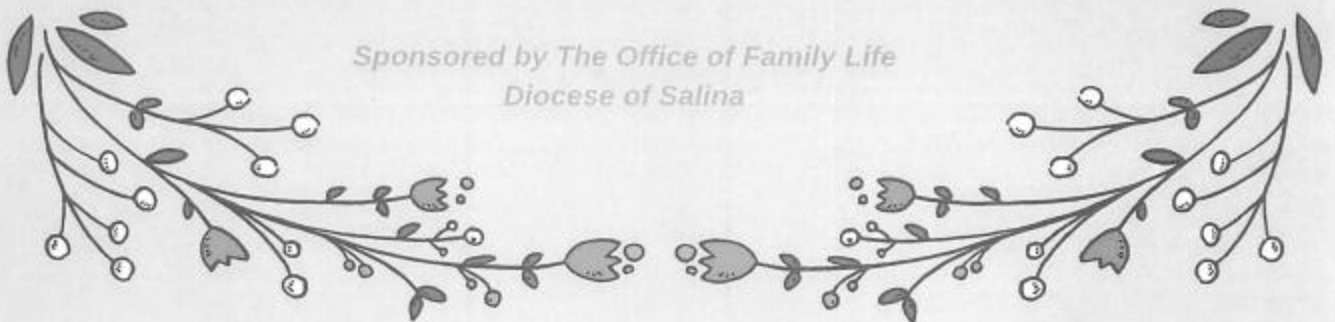 Sponsored by The Office of Family Life
Diocese of Salina